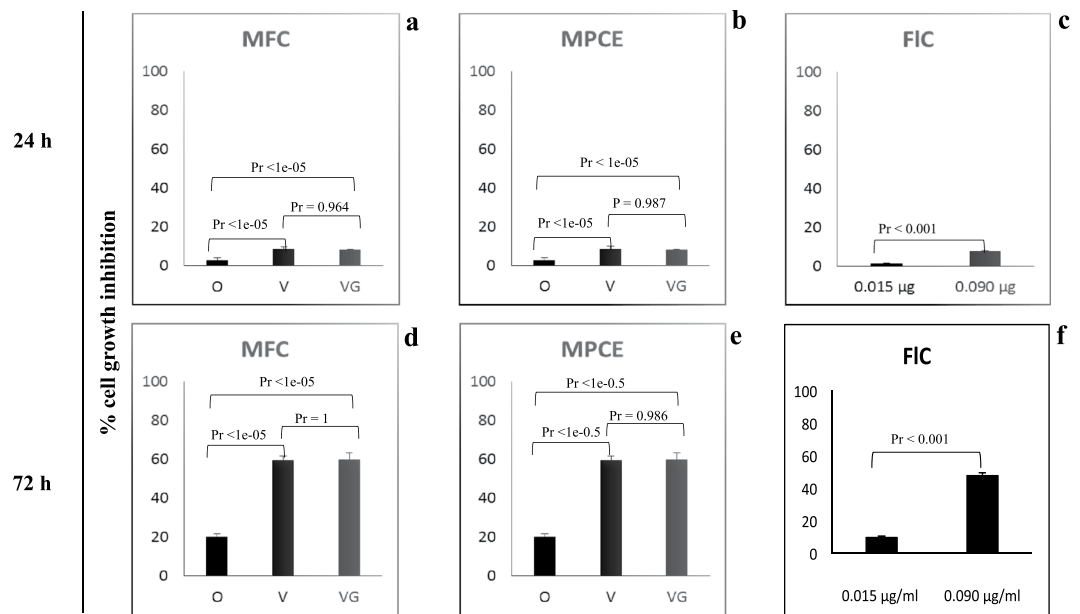 24 h
72 h
% cell growth inhibition
a
MFC
100
80
60
40
20
0
Pr <1e-05
Pr <1e-05
Pr = 0.964
O V VG
b
MPCE
100
80
60
40
20
0
Pr < 1e-05
Pr <1e-05
P = 0.987
O V VG
c
FlC
100
80
60
40
20
0
Pr < 0.001
0.015 µg 0.090 µg
d
MFC
100
80
60
40
20
0
Pr <1e-05
Pr = 1
Pr <1e-05
O V VG
e
MPCE
100
80
60
40
20
0
Pr <1e-0.5
Pr = 0.986
Pr <1e-0.5
O V VG
f
FlC
100
80
60
40
20
0
Pr < 0.001
0.015 µg/ml 0.090 µg/ml